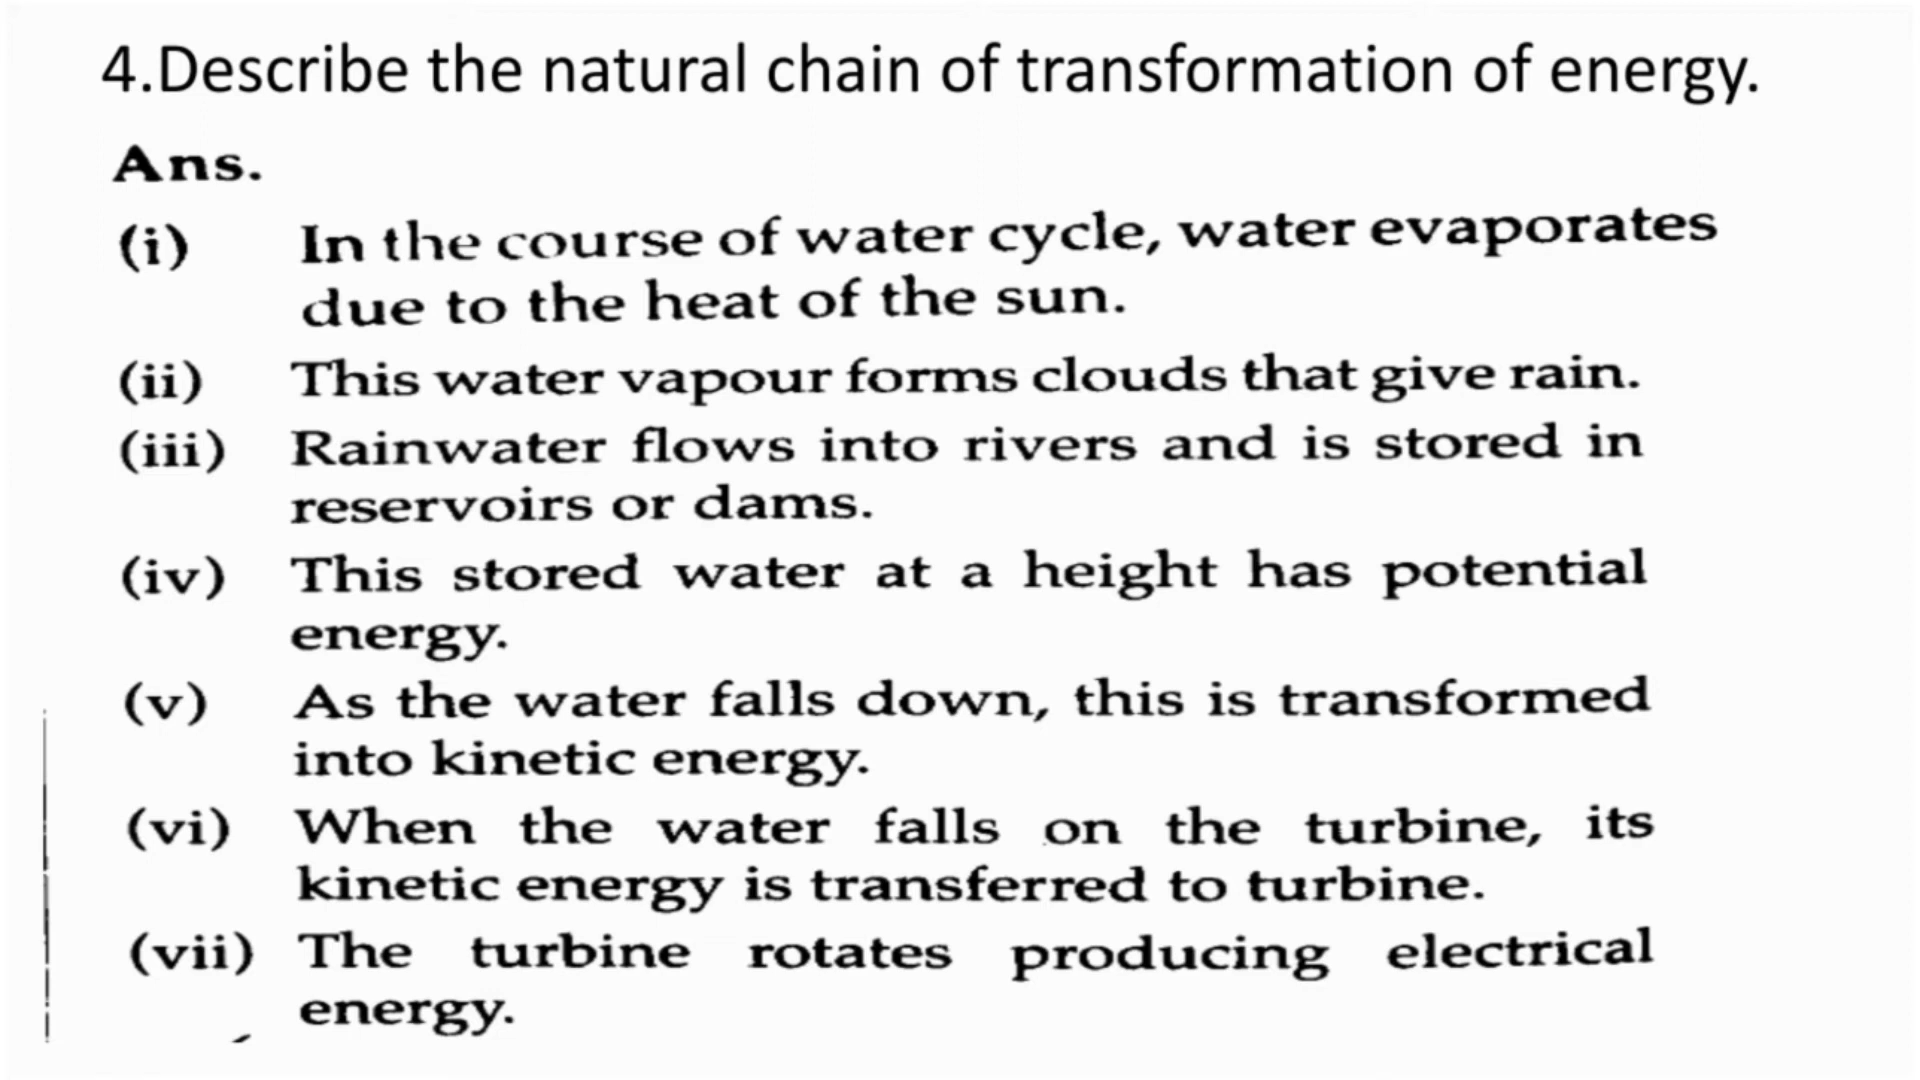 4.Describe the natural chain of transformation of energy.
Ans.
(i) In the course of water cycle, water evaporates
due to the heat of the sun.
(ii) This water vapour forms clouds that give rain.
(iii) Rainwater flows into rivers and is stored in
reservoirs or dams.
(iv) This stored water at a height has potential
energy.
(v) As the water falls down, this is transformed
into kinetic energy.
(vi) When the water falls on the turbine, its
kinetic energy is transferred to turbine.
(vii) The turbine rotates producing electrical
energy.